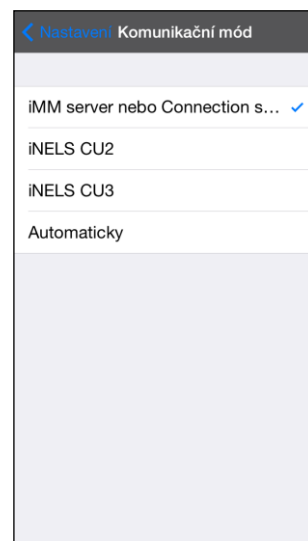 Nastavení Komunikační mód
iMM server nebo Connection s...
iNELS CU2
iNELS CU3
Automaticky